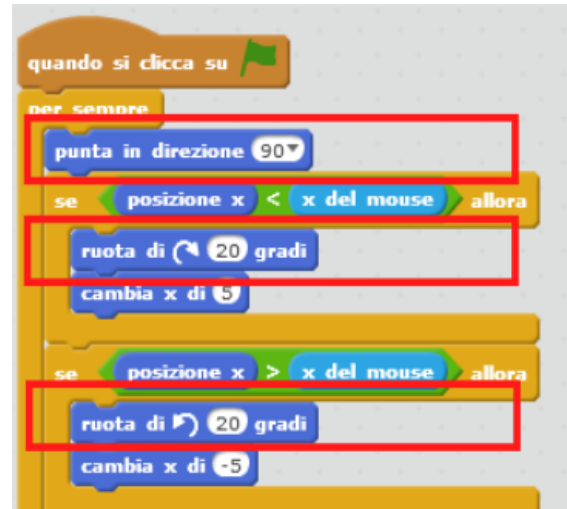 quando si clicca su
per sempre
punta in direzione 90
se posizione x < x del mouse allora
ruota di 20 gradi
cambia x di 5
se posizione x > x del mouse allora
ruota di 20 gradi
cambia x di -5